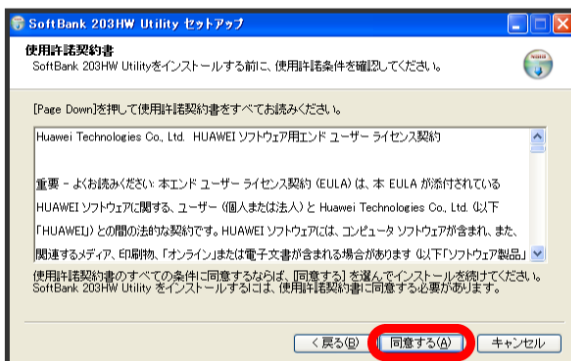 SoftBank 203HW Utility セットアップ
使用許諾契約書
SoftBank 203HW Utilityをインストールする前に、使用許諾条件を確認してください。
[Page Down]を押して使用許諾契約書をすべてお読みください。
Huawei Technologies Co., Ltd. HUAWEI ソフトウェア用エンド ユーザー ライセンス契約
重要 - よくお読みください: 本エンド ユーザー ライセンス契約 (EULA) は、本 EULA が添付されている
HUAWEI ソフトウェアに関する、ユーザー (個人または法人) と Huawei Technologies Co., Ltd. (以下
「HUAWEI」) との間の法的な契約です。HUAWEI ソフトウェアには、コンピュータ ソフトウェアが含まれ、また、
関連するメディア、印刷物、「オンライン」または電子文書が含まれる場合があります (以下「ソフトウェア製品」
使用許諾契約書のすべての条件に同意するならば、[同意する] を選んでインストールを続けてください。
SoftBank 203HW Utility をインストールするには、使用許諾契約書に同意する必要があります。
< 戻る(B)
同意する(A)
キャンセル